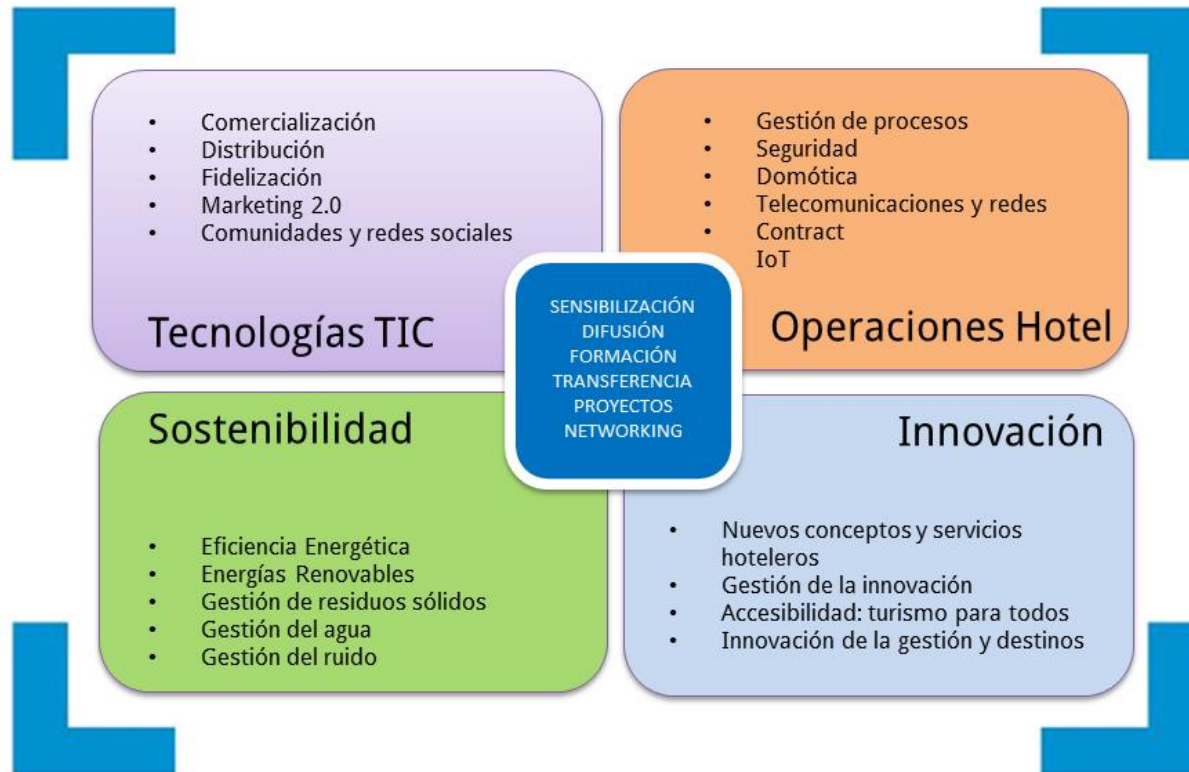 • Comercialización
• Distribución
• Fidelización
• Marketing 2.0
• Comunidades y redes sociales
Tecnologías TIC
• Gestión de procesos
• Seguridad
• Domótica
• Telecomunicaciones y redes
• Contract
IoT
Operaciones Hotel
SENSIBILIZACIÓN
DIFUSIÓN
FORMACIÓN
TRANSFERENCIA
PROYECTOS
NETWORKING
Sostenibilidad
• Eficiencia Energética
• Energías Renovables
• Gestión de residuos sólidos
• Gestión del agua
• Gestión del ruido
Innovación
• Nuevos conceptos y servicios
hoteleros
• Gestión de la innovación
• Accesibilidad: turismo para todos
• Innovación de la gestión y destinos